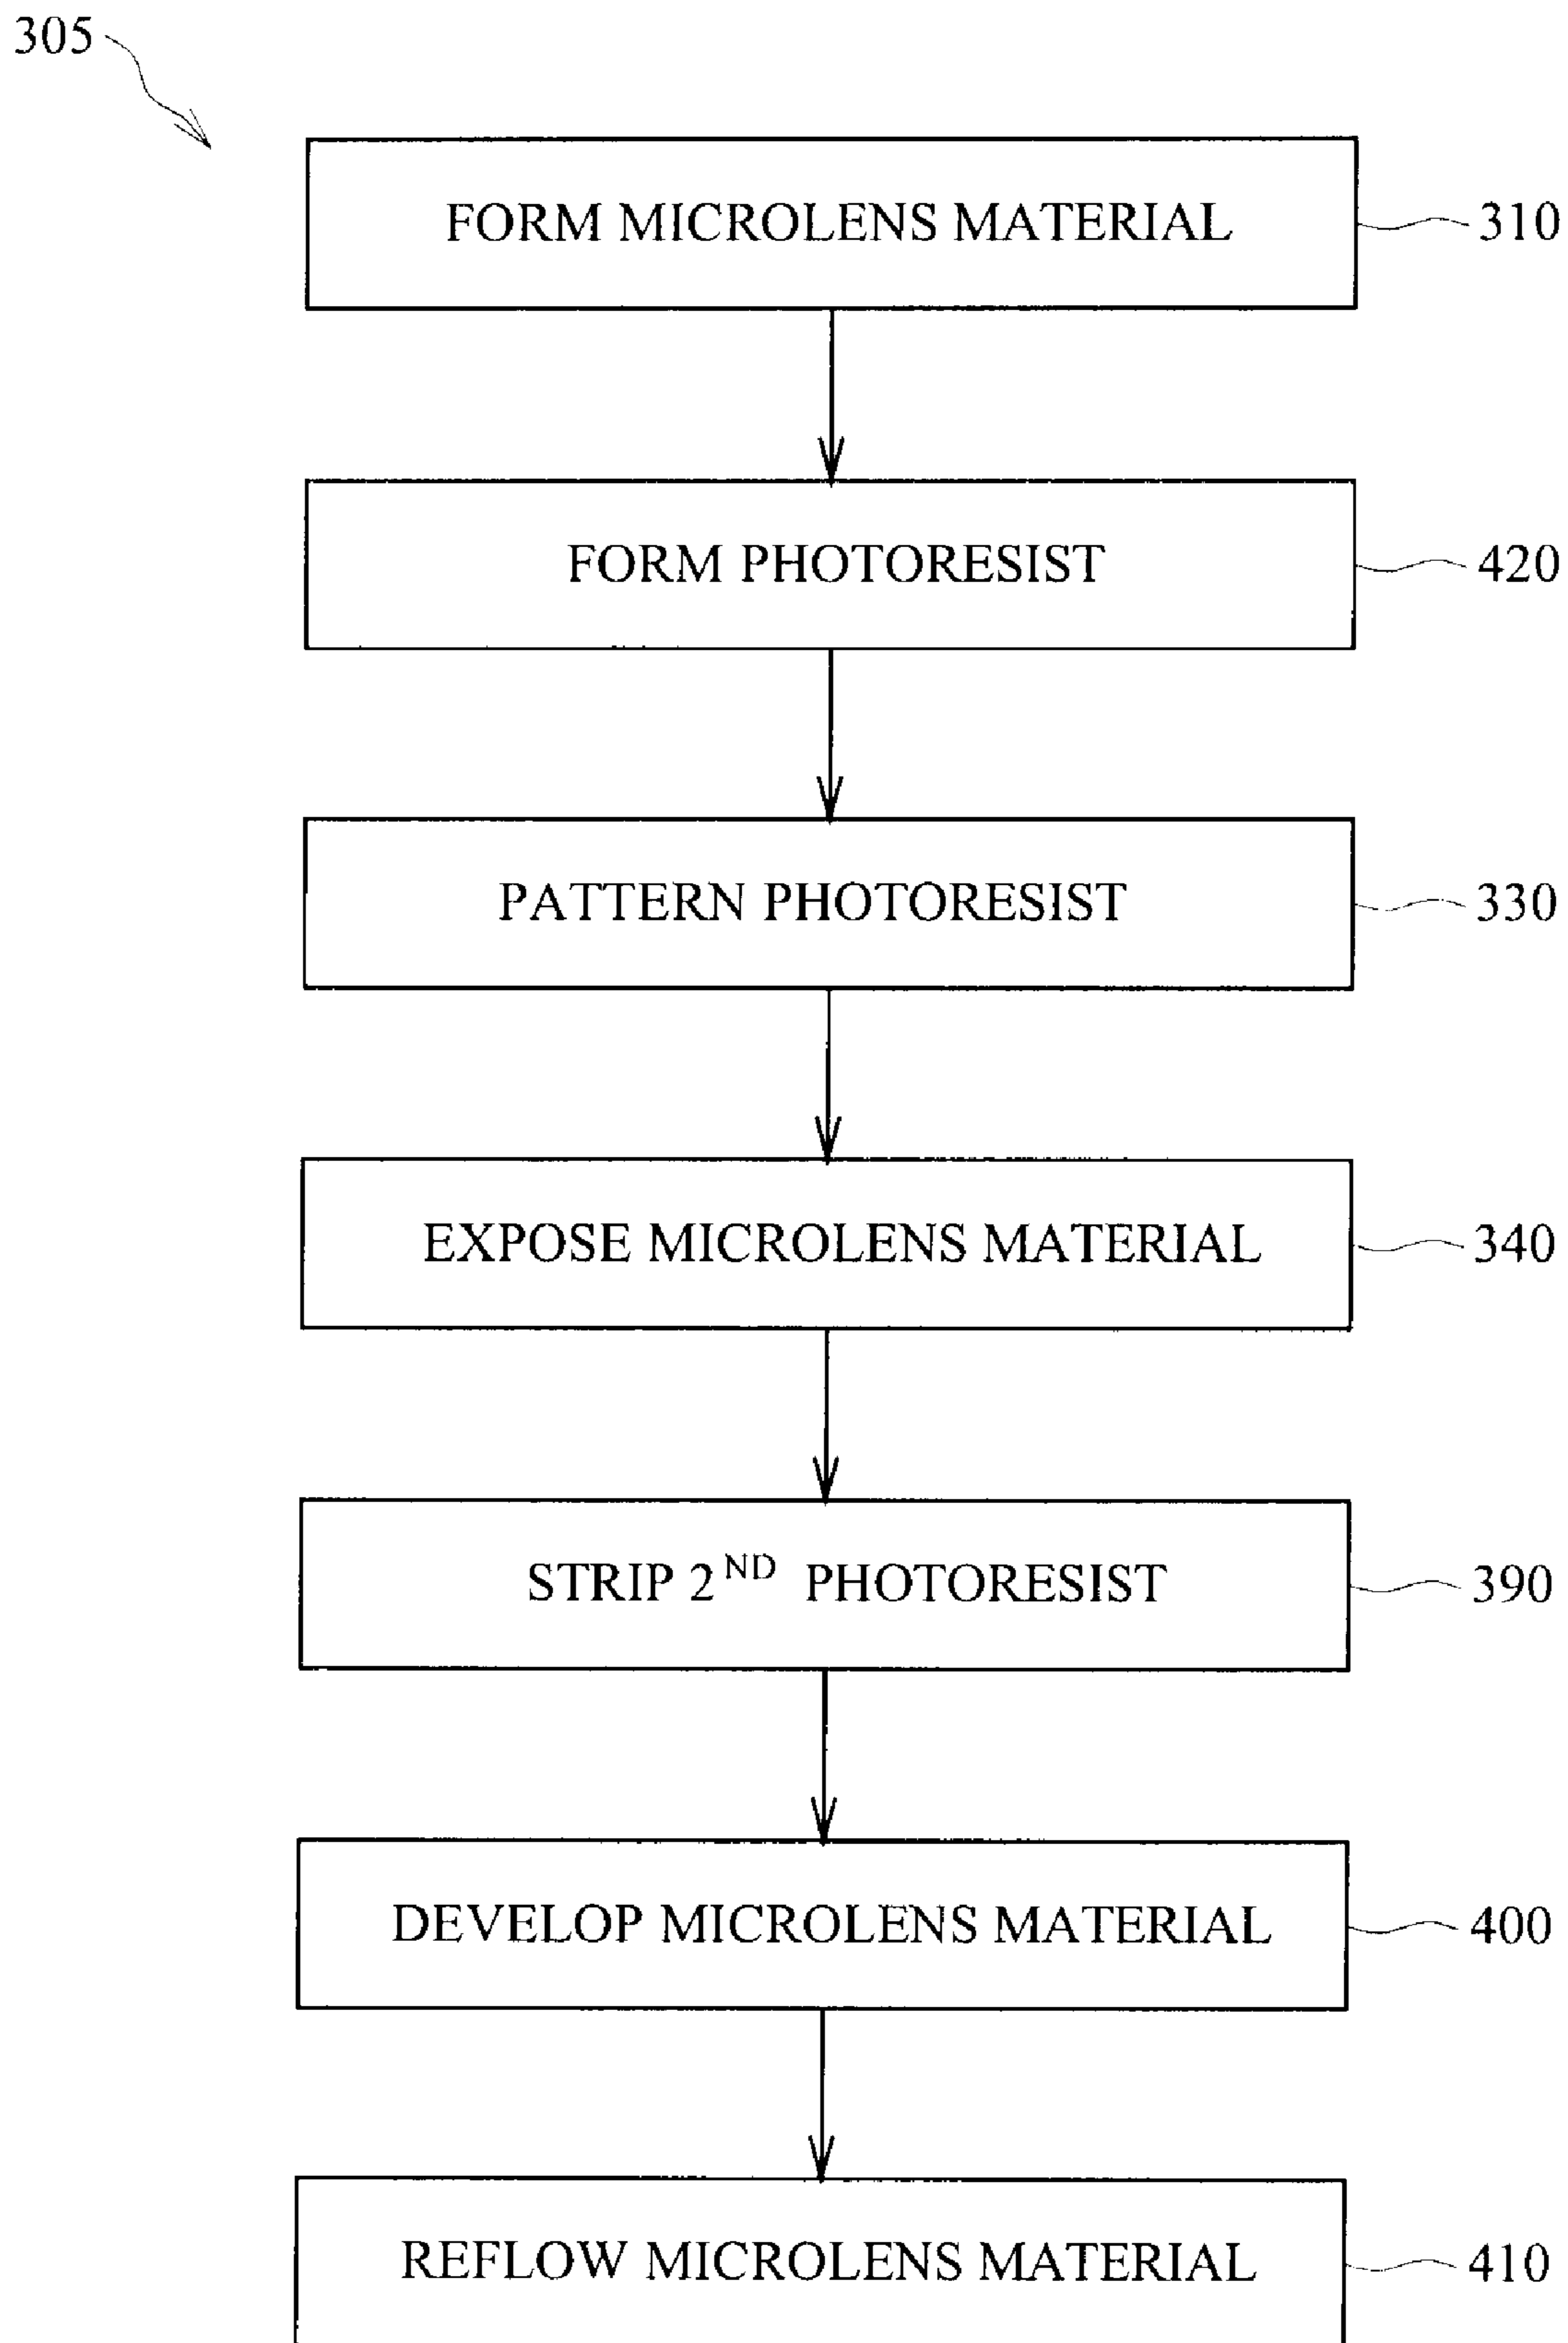 305
FORM MICROLENS MATERIAL 310
FORM PHOTORESIST 420
PATTERN PHOTORESIST 330
EXPOSE MICROLENS MATERIAL 340
STRIP 2ND PHOTORESIST 390
DEVELOP MICROLENS MATERIAL 400
REFLOW MICROLENS MATERIAL 410